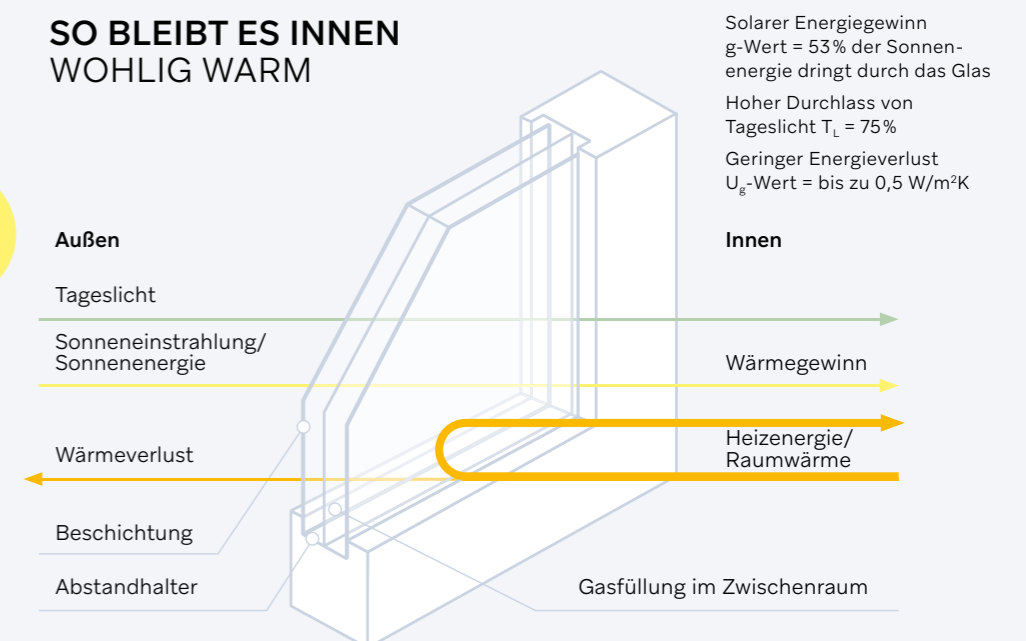 SO BLEIBT ES INNEN
WOHLIG WARM
Solarer Energiegewinn
g-Wert = 53% der Sonnen-
energie dringt durch das Glas
Hoher Durchlass von
Tageslicht T_L = 75%
Geringer Energieverlust
U_g-Wert = bis zu 0,5 W/m²K
Außen
Innen
Tageslicht
Sonneneinstrahlung/
Sonnenenergie
Wärmegewinn
Heizenergie/
Raumwärme
Wärmeverlust
Beschichtung
Abstandhalter
Gasfüllung im Zwischenraum